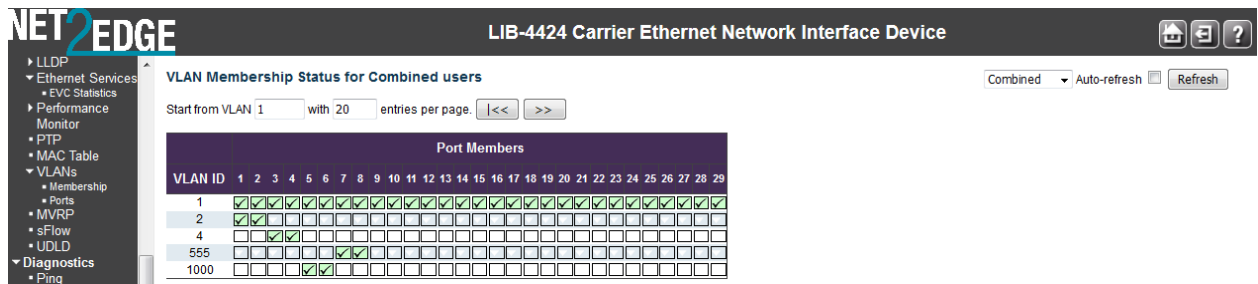 NET2EDGE
LIB-4424 Carrier Ethernet Network Interface Device
?
LLDP
Ethernet Services
EVC Statistics
Performance
Monitor
PTP
MAC Table
VLANs
Membership
Ports
MVRP
sFlow
UDLD
Diagnostics
Ping
VLAN Membership Status for Combined users
Combined Auto-refresh Refresh
Start from VLAN 1 with 20 entries per page. |<< >>
Port Members
VLAN ID 1 2 3 4 5 6 7 8 9 10 11 12 13 14 15 16 17 18 19 20 21 22 23 24 25 26 27 28 29
1
2
4
555
1000